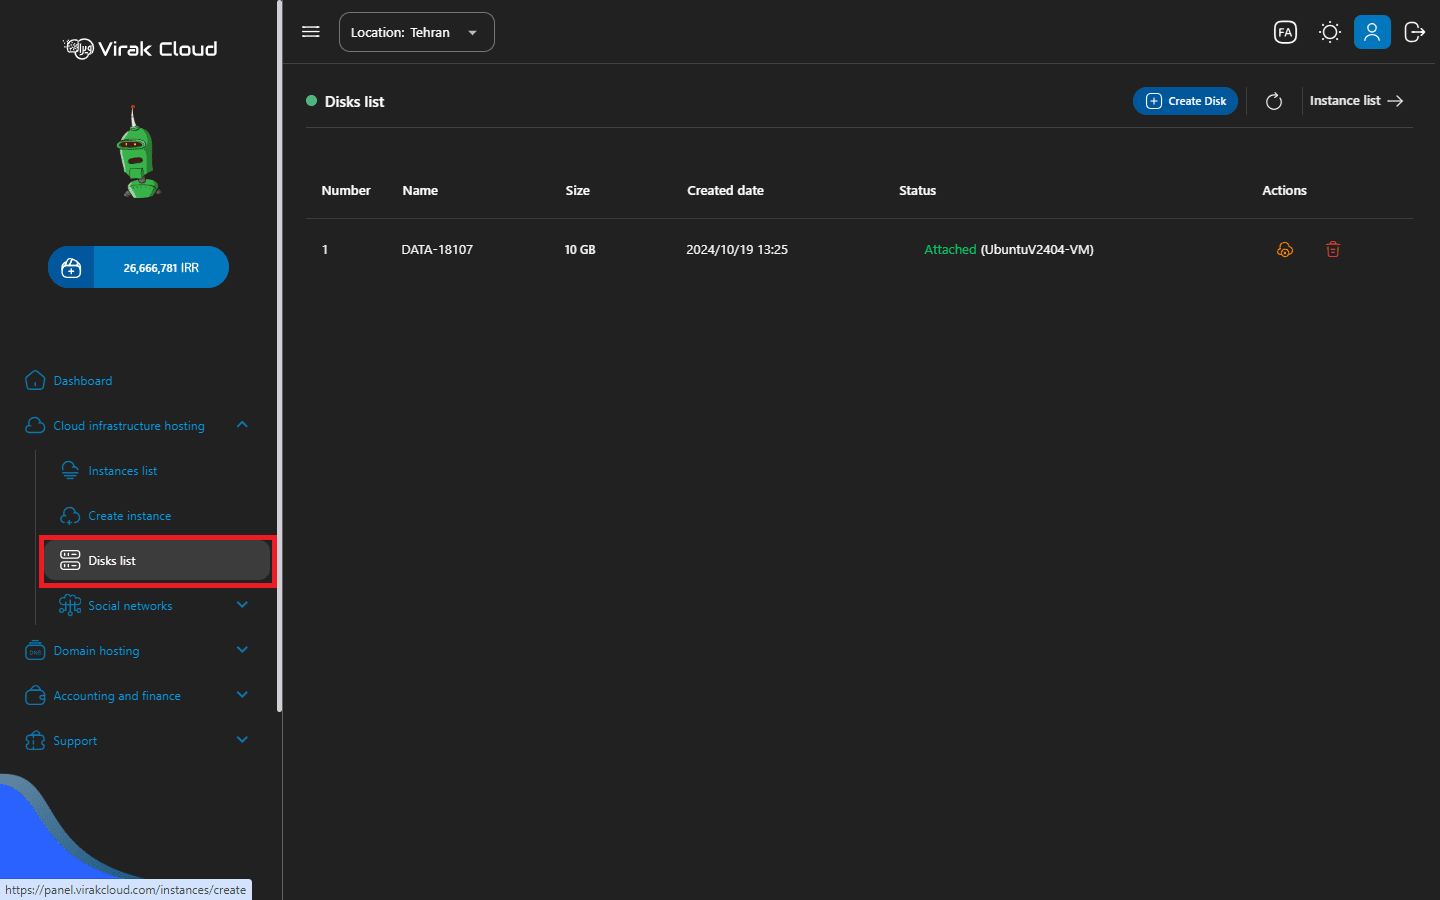 Virak Cloud
26,666,781 IRR
Dashboard
Cloud infrastructure hosting
Instances list
Create instance
Disks list
Social networks
Domain hosting
Accounting and finance
Support
https://panel.virakcloud.com/instances/create
Location: Tehran
FA
Disks list
Create Disk
Instance list
Number Name Size Created date Status Actions
1 DATA-18107 10 GB 2024/10/19 13:25 Attached (UbuntuV2404-VM)